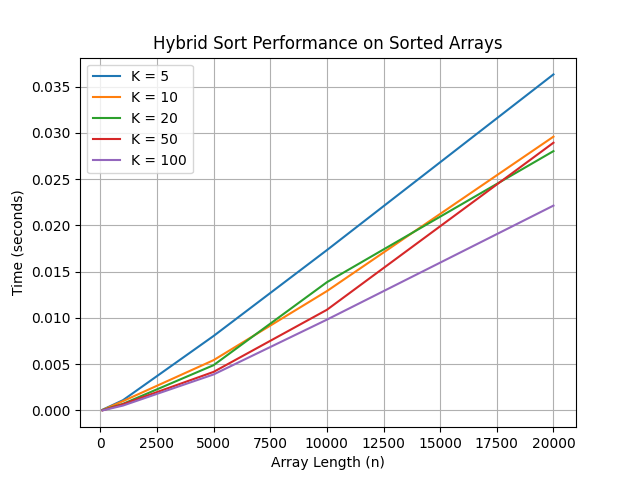 Hybrid Sort Performance on Sorted Arrays
K = 5
K = 10
K = 20
K = 50
K = 100
Time (seconds)
0.035
0.030
0.025
0.020
0.015
0.010
0.005
0.000
0 2500 5000 7500 10000 12500 15000 17500 20000
Array Length (n)